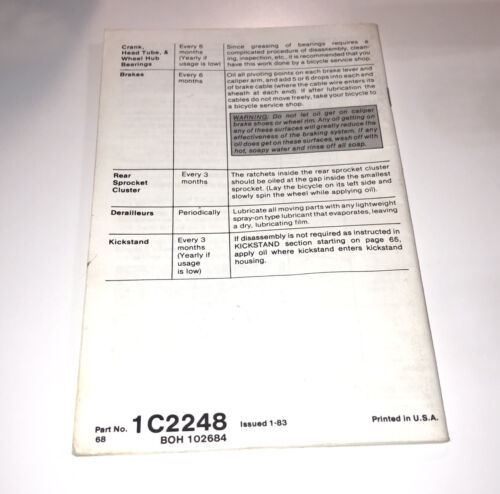 Crank, Head Tube, & Wheel Hub Bearings
Every 6 months (Yearly if usage is low)
Since greasing of bearings requires a
complicated procedure of disassembly, clean-
ing, inspection, etc., it is recommended that you
have this work done by a bicycle service shop.
Brakes
Every 6 months
Oil all pivoting points on each brake lever and
caliper arm, and add 5 or 6 drops into each end
of brake cable (where the cable wire enters its
sheath at each end). If after lubrication the
cables do not move freely, take your bicycle to
a bicycle service shop.
WARNING: Do not let oil get on caliper
brake shoes or wheel rim. Any oil getting on
any of these surfaces will greatly reduce the
effectiveness of the braking system. If any
oil does get on these surfaces, wash off with
hot, soapy water and rinse off all soap.
Rear Sprocket Cluster
Every 3 months
The ratchets inside the rear sprocket cluster
should be oiled at the gap inside the smallest
sprocket. (Lay the bicycle on its left side and
slowly spin the wheel while applying oil).
Derailleurs
Periodically
Lubricate all moving parts with any lightweight
spray-on type lubricant that evaporates, leaving
a dry, lubricating film.
Kickstand
Every 3 months (Yearly if usage is low)
If disassembly is not required as instructed in
KICKSTAND section starting on page 65,
apply oil where kickstand enters kickstand
housing.
Part No. 1C2248 Issued 1-83 Printed in U.S.A.
68 BOH 102684